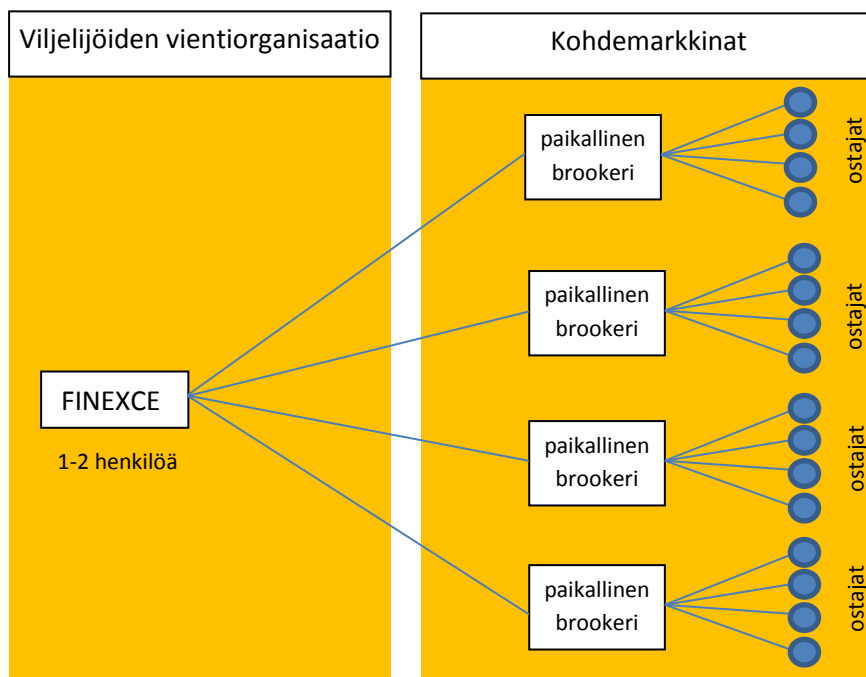 Viljelijöiden vientiorganisaatio
Kohdemarkkinat
paikallinen
brookeri
ostajat
paikallinen
brookeri
ostajat
FINEXCE
1-2 henkilöä
paikallinen
brookeri
ostajat
paikallinen
brookeri
ostajat